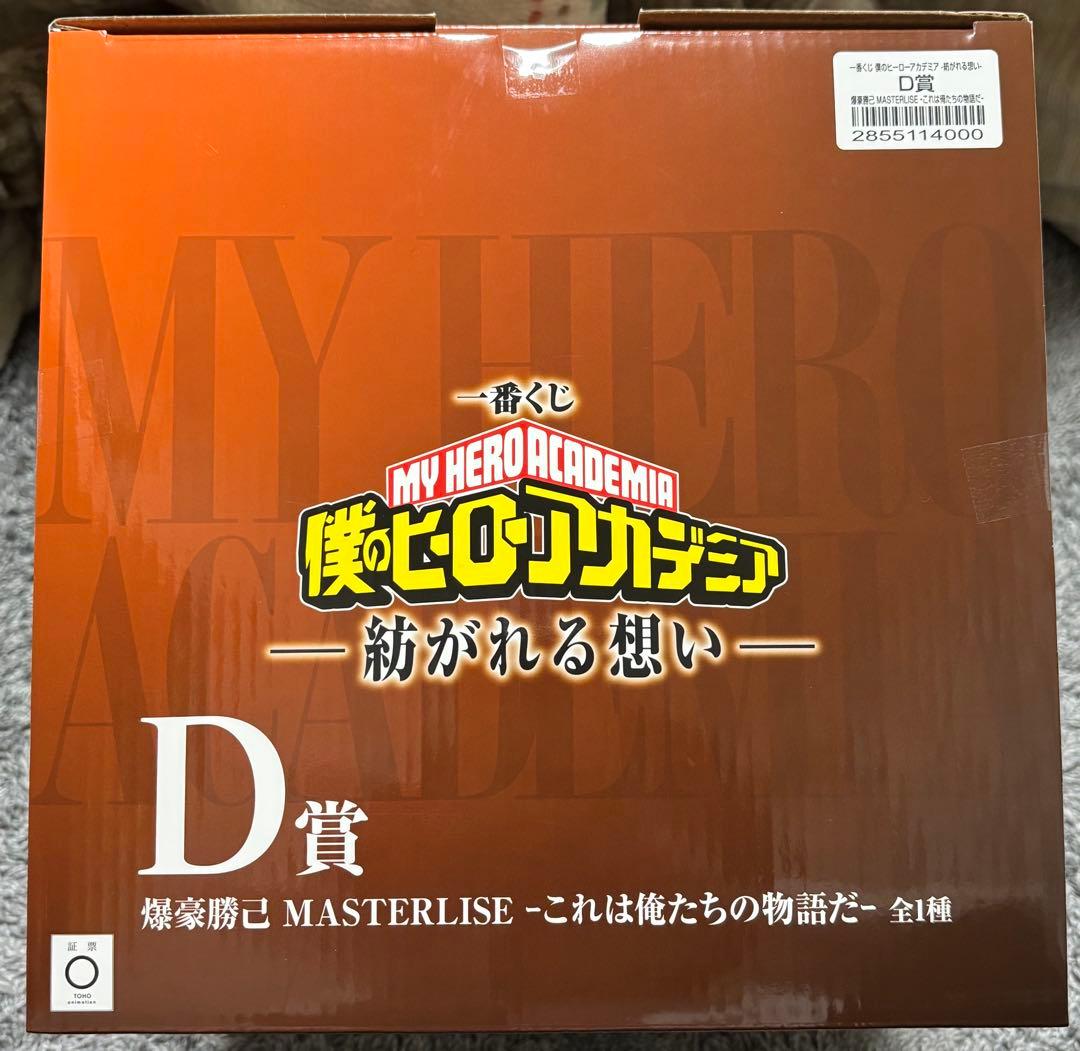 一番くじ 僕のヒーローアカデミア -紡がれる想い-
D賞
爆豪勝己 MASTERLISE -これは俺たちの物語だ-
2855114000
MY HERO
ACADEMIA
一番くじ
MY HERO ACADEMIA
僕のヒーローアカデミア
―紡がれる想い―
D賞
爆豪勝己 MASTERLISE -これは俺たちの物語だ- 全1種
証票
TOHO
animation